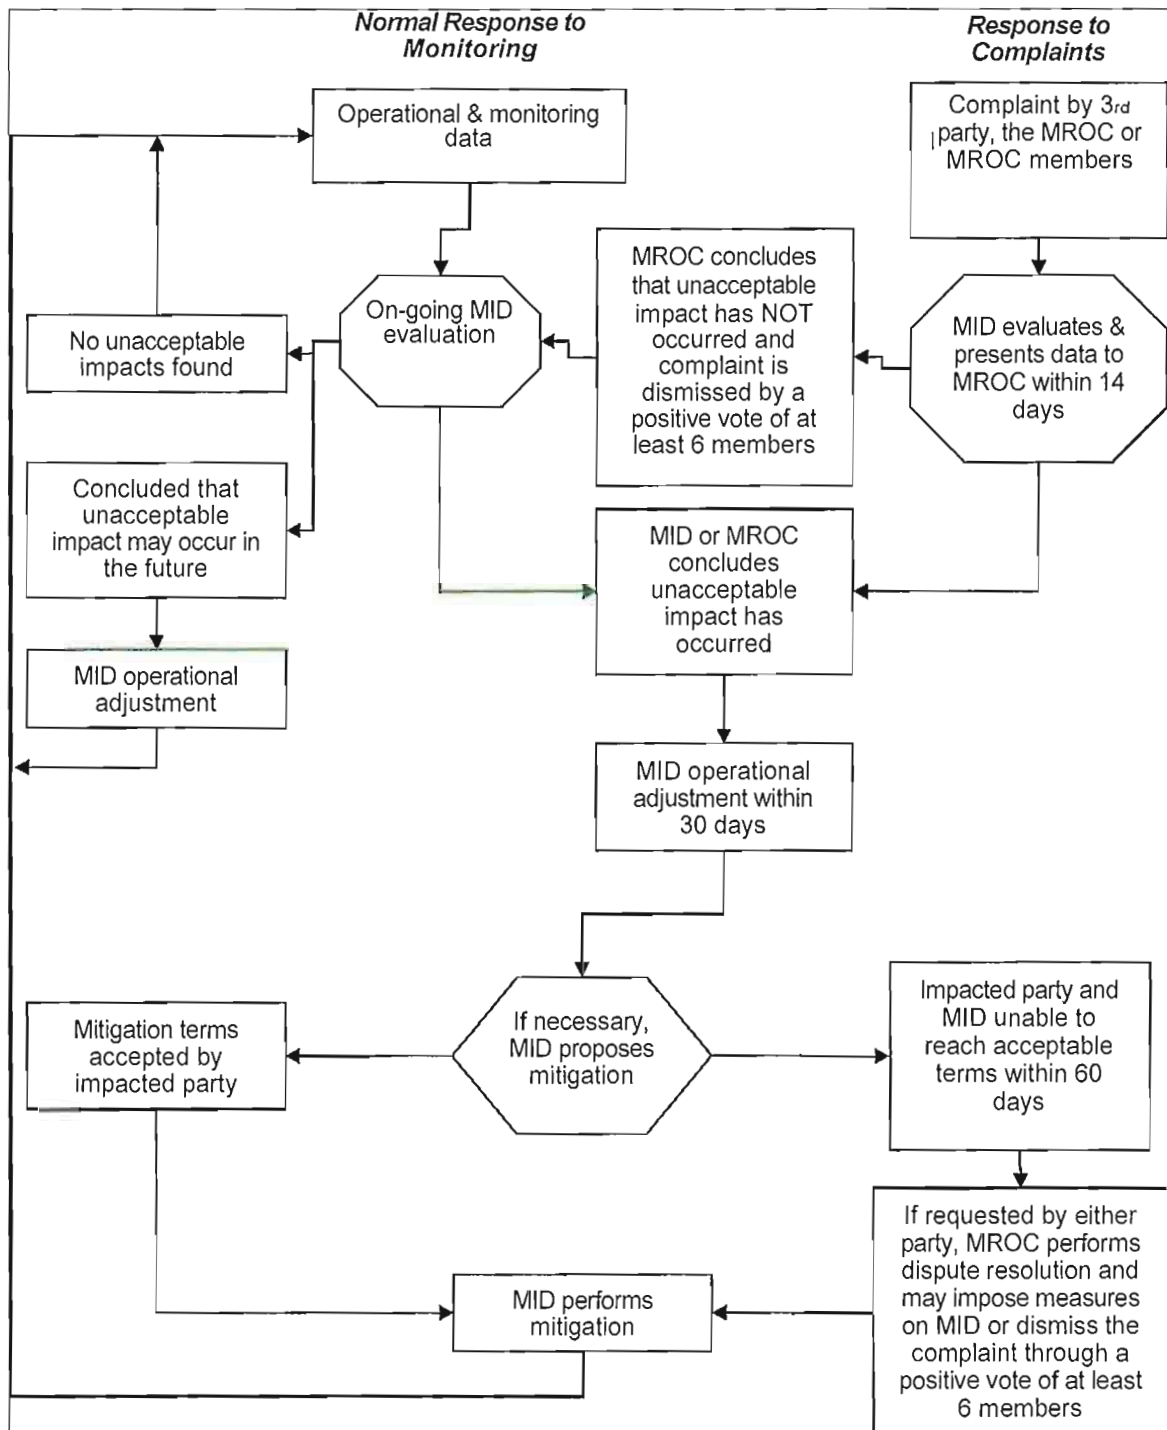 Normal Response to
Monitoring
Response to
Complaints
Operational & monitoring
data
Complaint by 3rd
party, the MROC or
MROC members
On-going MID
evaluation
MROC concludes
that unacceptable
impact has NOT
occurred and
complaint is
dismissed by a
positive vote of at
least 6 members
MID evaluates &
presents data to
MROC within 14
days
No unacceptable
impacts found
Concluded that
unacceptable
impact may occur in
the future
MID or MROC
concludes
unacceptable
impact has
occurred
MID operational
adjustment
MID operational
adjustment within
30 days
Mitigation terms
accepted by
impacted party
If necessary,
MID proposes
mitigation
Impacted party and
MID unable to
reach acceptable
terms within 60
days
MID performs
mitigation
If requested by either
party, MROC performs
dispute resolution and
may impose measures
on MID or dismiss the
complaint through a
positive vote of at least
6 members